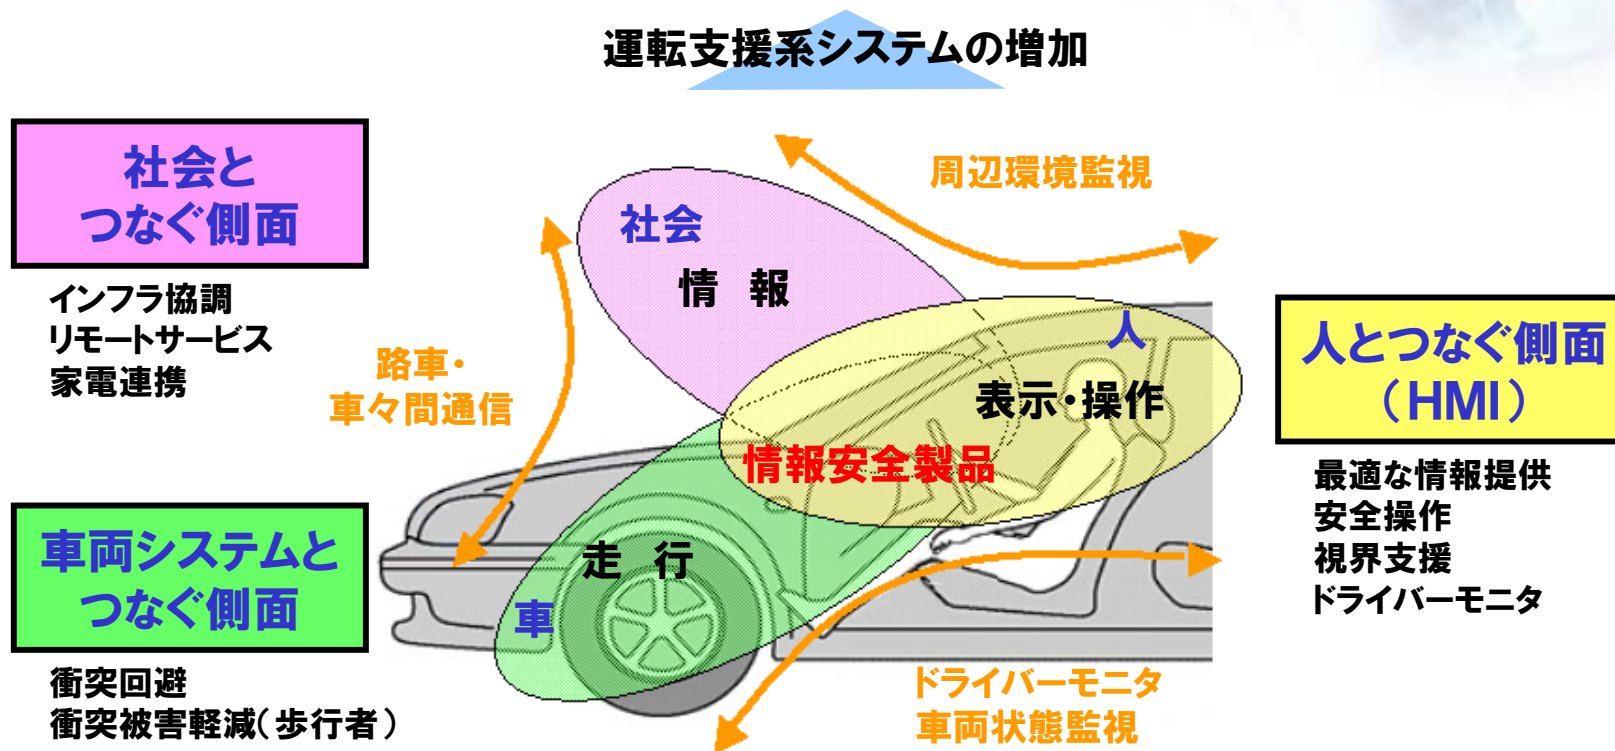 運転支援系システムの増加
社会と
つなぐ側面
インフラ協調
リモートサービス
家電連携
周辺環境監視
社会
情 報
路車・
車々間通信
人
表示・操作
情報安全製品
人とつなぐ側面
（HMI）
最適な情報提供
安全操作
視界支援
ドライバーモニタ
車両システムと
つなぐ側面
衝突回避
衝突被害軽減（歩行者）
走 行
車
ドライバーモニタ
車両状態監視